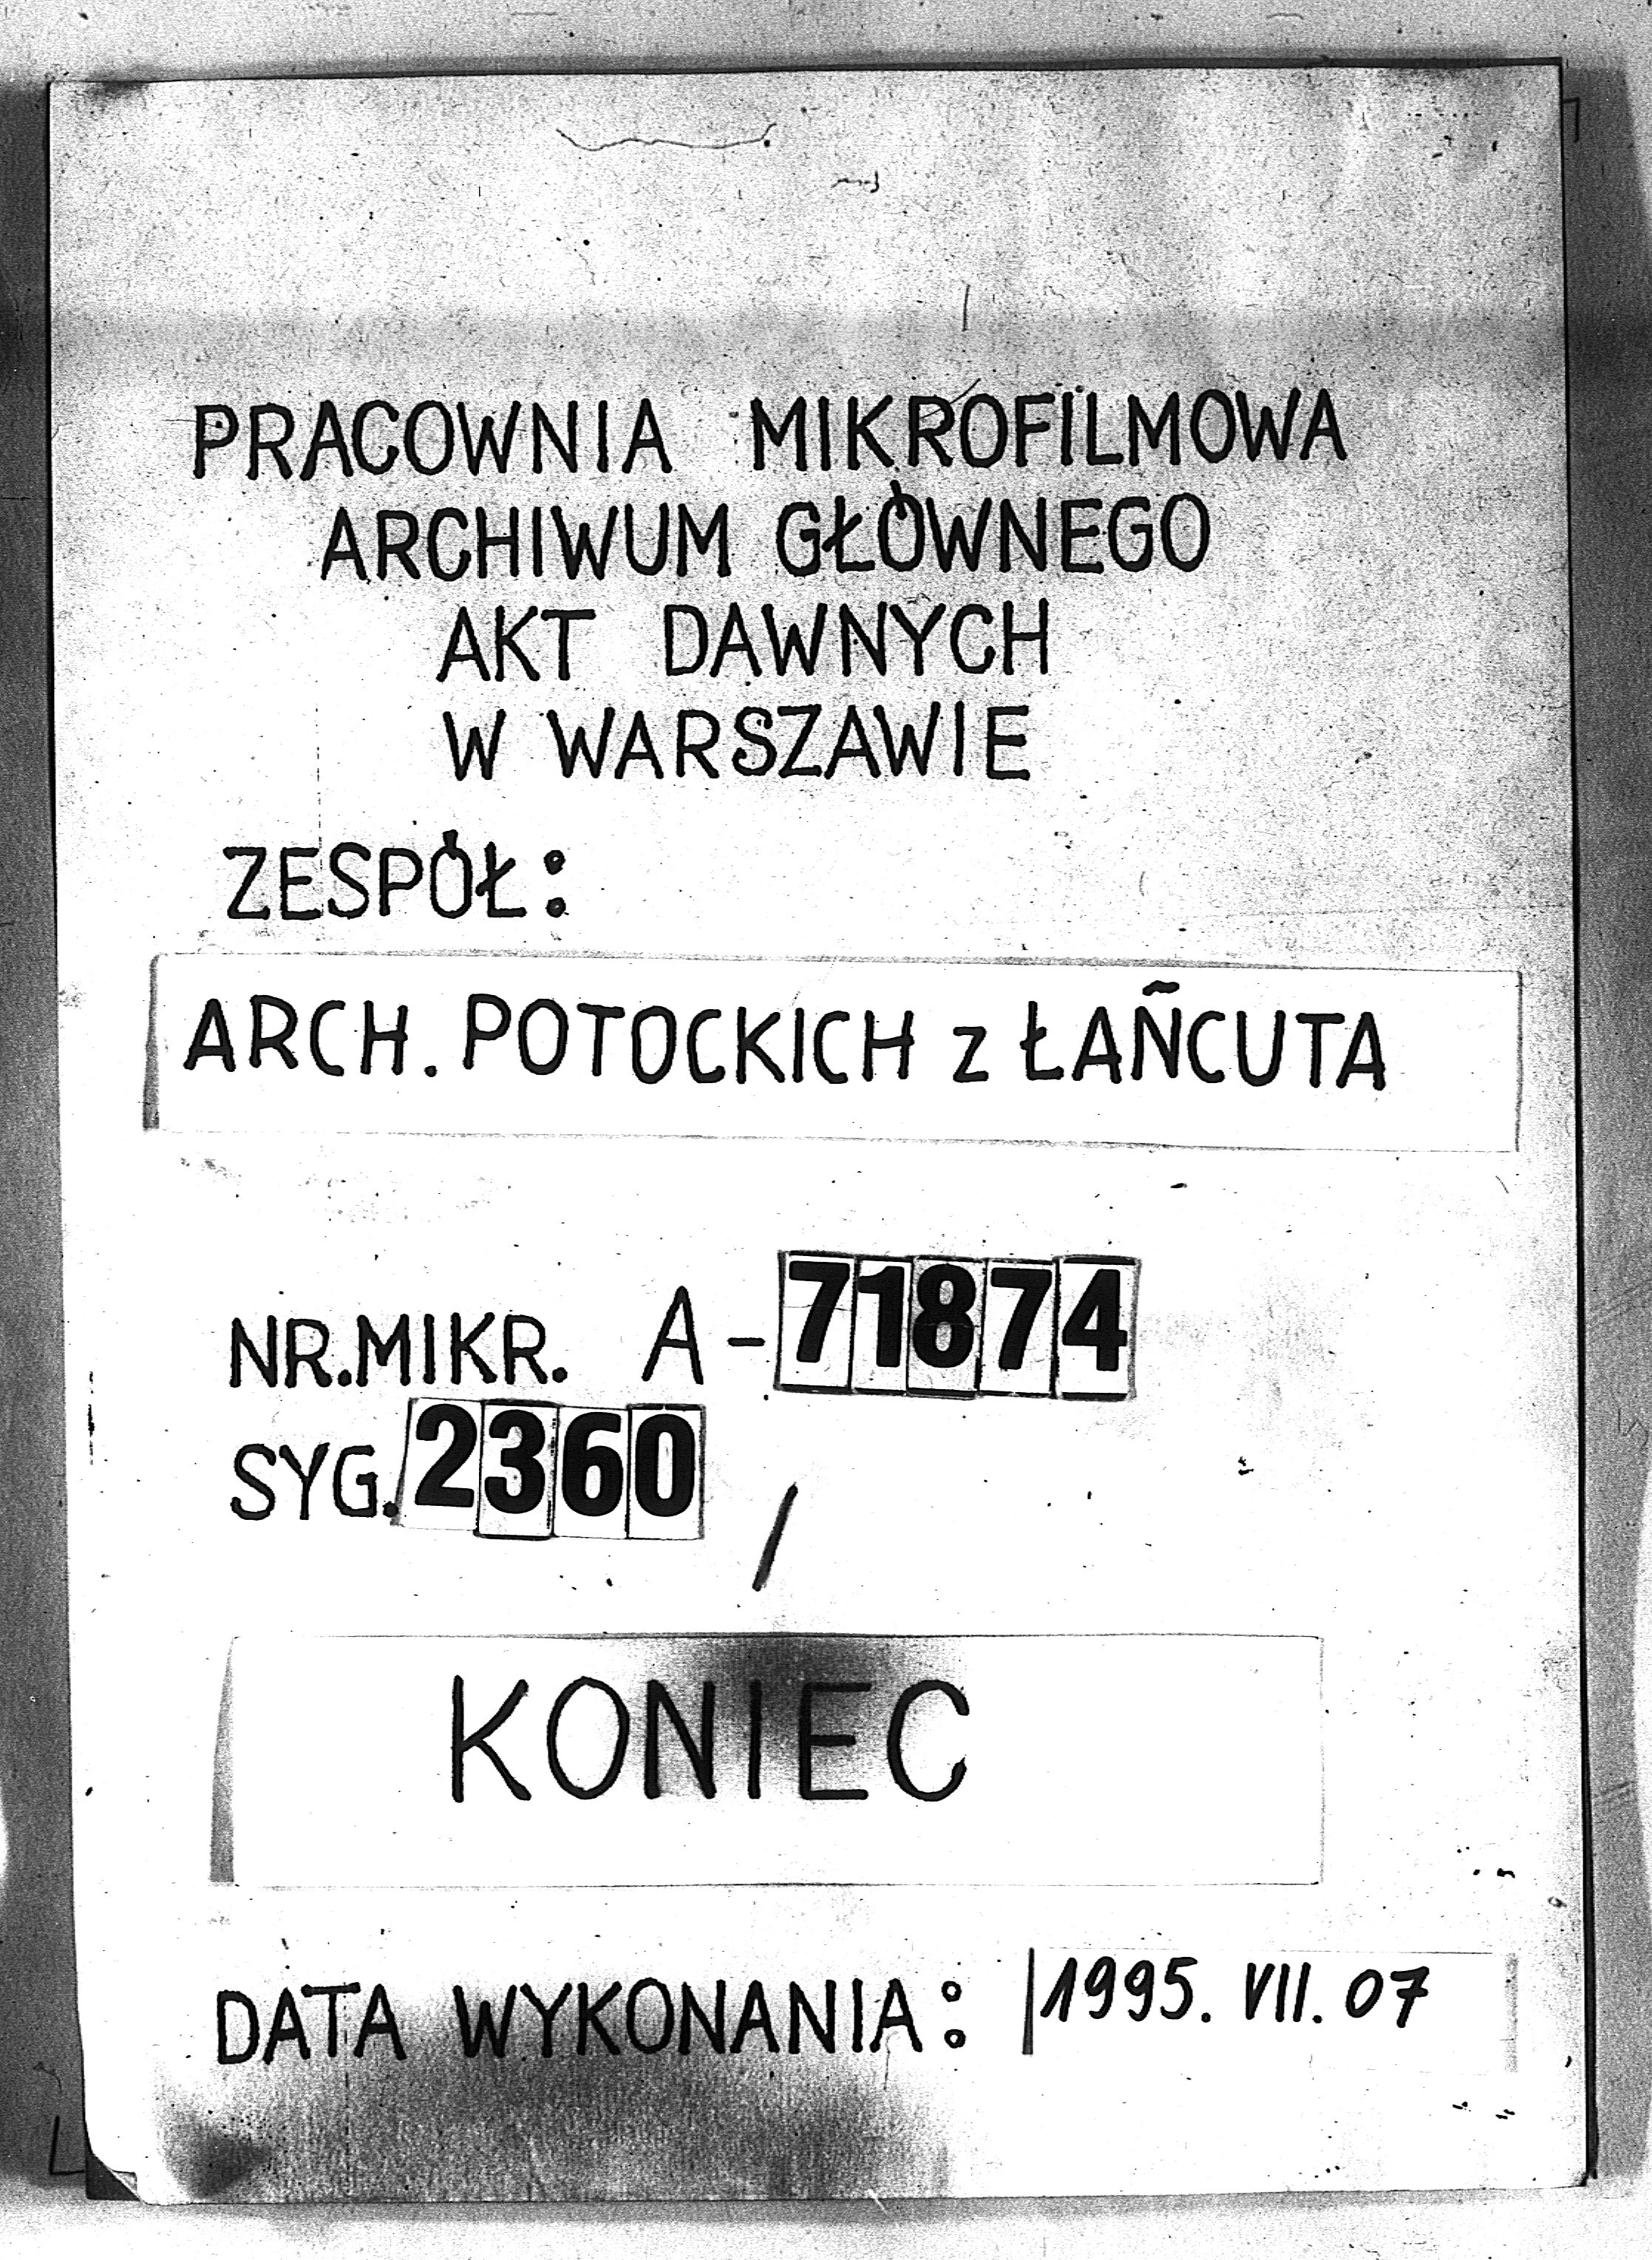 PRACOWNIA MIKROFILMOWA
ARCHIWUM GŁÓWNEGO
AKT DAWNYCH
W WARSZAWIE
ZESPÓŁ:
ARCH. POTOCKICH z ŁAÑCUTA
NR.MIKR. A-71874
SYG. 2360 /
KONIEC
DATA WYKONANIA: 1995. VII. 07